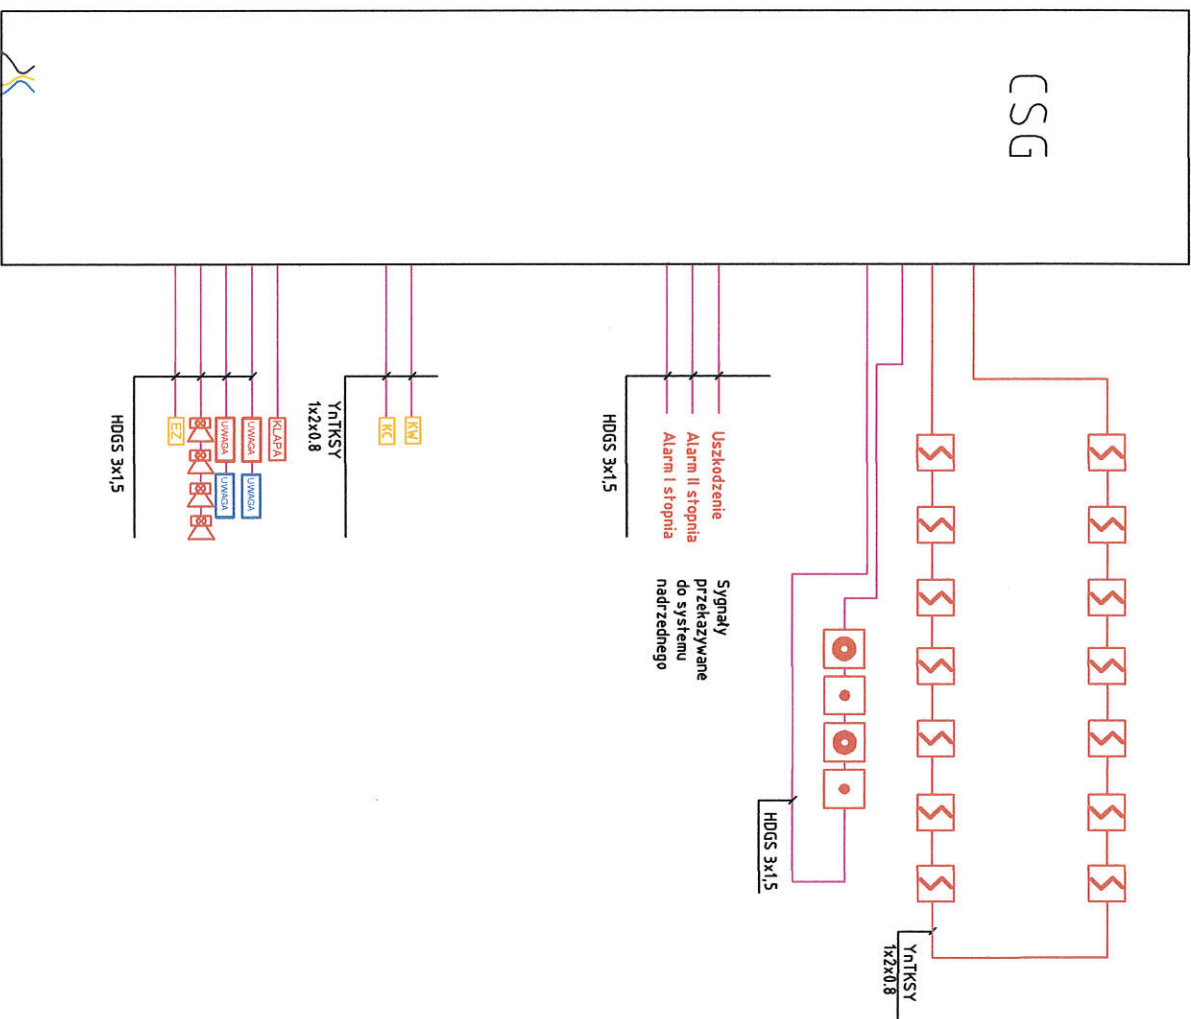 CSG
YnTKSY
1x2x0.8
HDGS 3x1,5
Uszkodzenie
Alarm II stopnia
Alarm I stopnia
Sygnały
przekazywane
do systemu
nadrzednego
HDGS 3x1,5
KW
KC
YnTKSY
1x2x0.8
KLAPA
UWAGA
UWAGA
UWAGA
UWAGA
EZ
HDGS 3x1,5